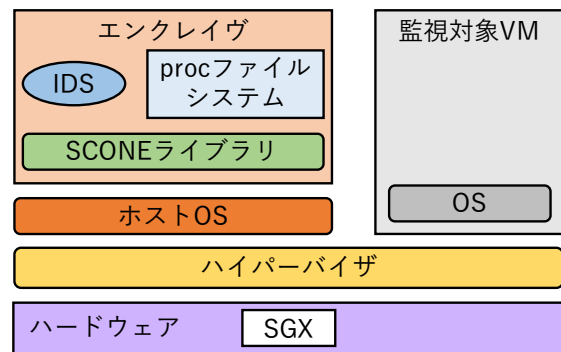 エンクレイヴ
IDS
procファイル
システム
SCONEライブラリ
監視対象VM
OS
ホストOS
ハイパーバイザ
ハードウェア
SGX